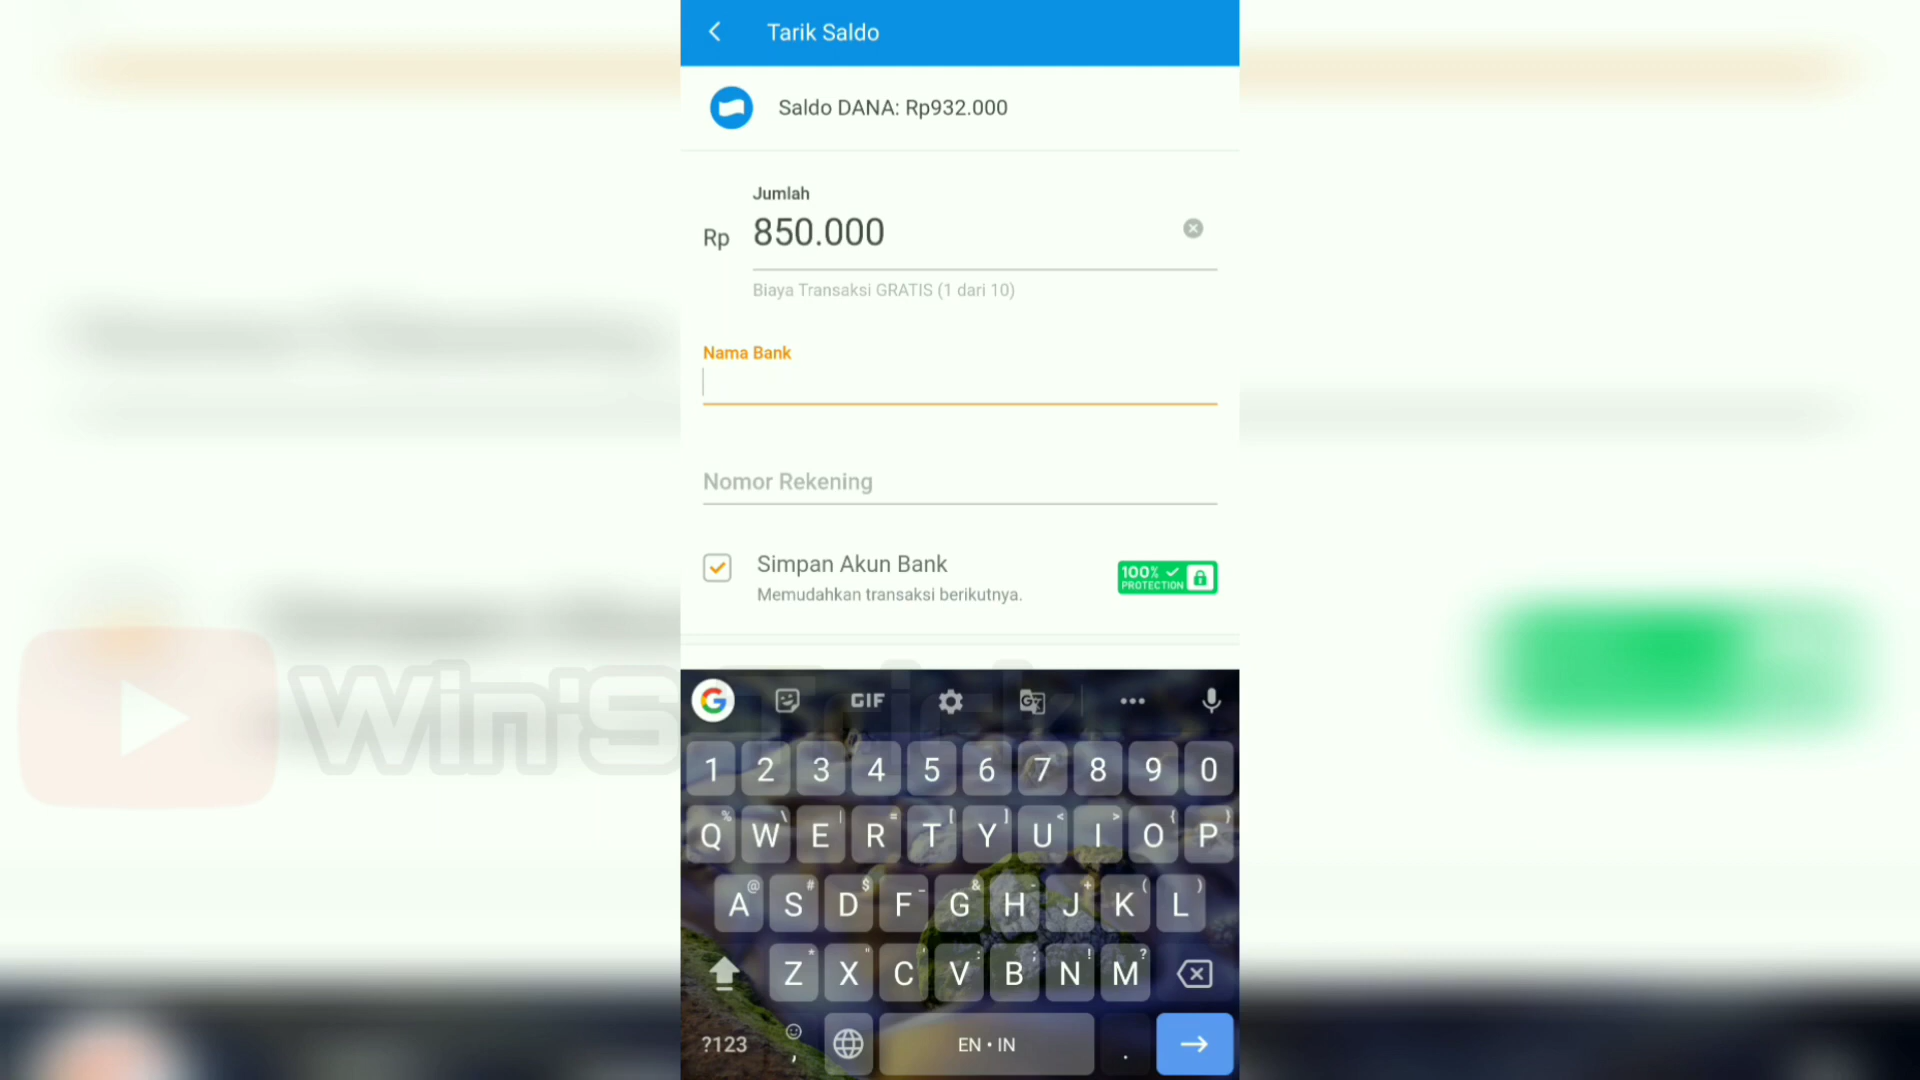 Tarik Saldo
Saldo DANA: Rp932.000
Jumlah
Rp 850.000
Biaya Transaksi GRATIS (1 dari 10)
Nama Bank
Nomor Rekening
Simpan Akun Bank
Memudahkan transaksi berikutnya.
100%
PROTECTION
Win'S Trick
G GIF G
1 2 3 4 5 6 7 8 9 0
% \ | = [ ] < > { }
Q W E R T Y U I O P
@ # $ _ & - + ( )
A S D F G H J K L
* " ' : ; ! ?
Z X C V B N M
?123 , EN • IN .